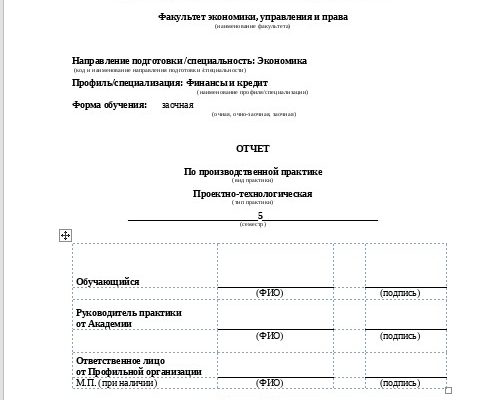 Факультет экономики, управления и права
(наименование факультета)
Направление подготовки/специальность: Экономика
(код и наименование направления подготовки /специальности)
Профиль/специализация: Финансы и кредит
(наименование профиля/специализации)
Форма обучения: заочная
(очная, очно-заочная, заочная)
ОТЧЕТ
По производственной практике
(вид практики)
Проектно-технологическая
(тип практики)
5
(семестр)
Обучающийся
(ФИО) (подпись)
Руководитель практики
от Академии
(ФИО) (подпись)
Ответственное лицо
от Профильной организации
М.П. (при наличии) (ФИО) (подпись)